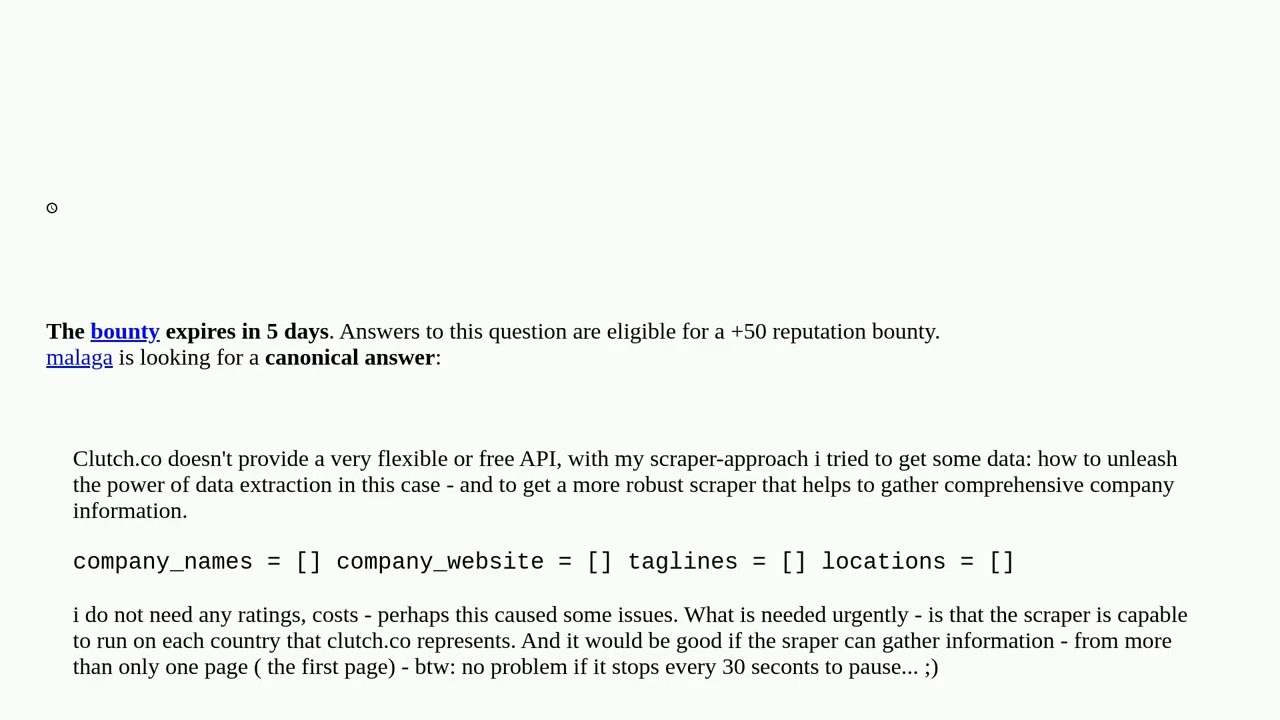 The bounty expires in 5 days. Answers to this question are eligible for a +50 reputation bounty.
malaga is looking for a canonical answer:
Clutch.co doesn't provide a very flexible or free API, with my scraper-approach i tried to get some data: how to unleash
the power of data extraction in this case - and to get a more robust scraper that helps to gather comprehensive company
information.
company_names = [] company_website = [] taglines = [] locations = []
i do not need any ratings, costs - perhaps this caused some issues. What is needed urgently - is that the scraper is capable
to run on each country that clutch.co represents. And it would be good if the sraper can gather information - from more
than only one page ( the first page) - btw: no problem if it stops every 30 seconts to pause... ;)